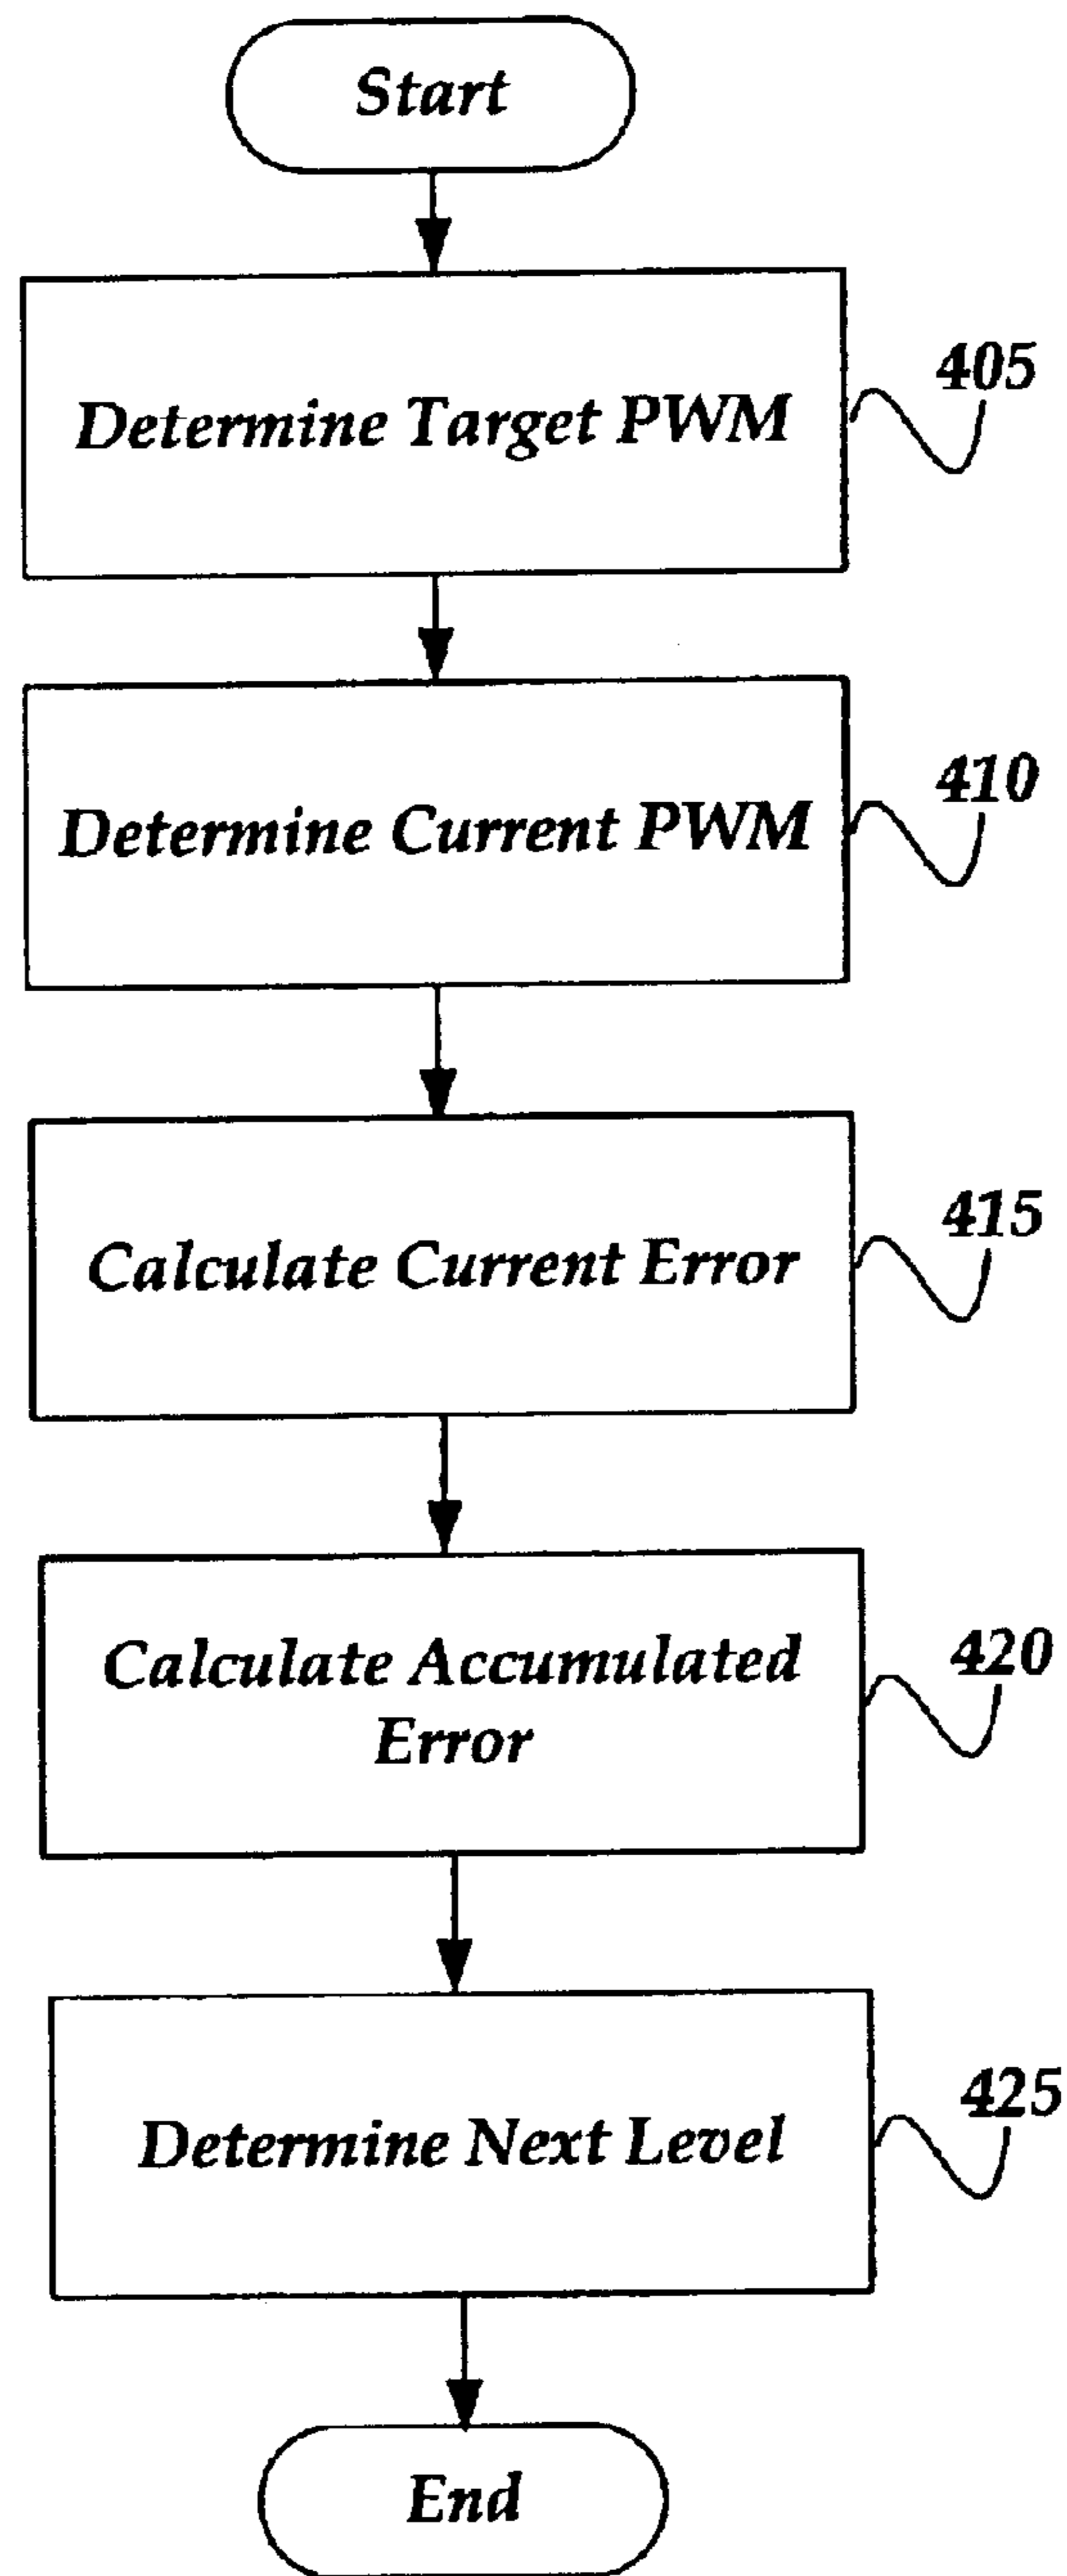 Start
Determine Target PWM
405
Determine Current PWM
410
Calculate Current Error
415
Calculate Accumulated
Error
420
Determine Next Level
425
End